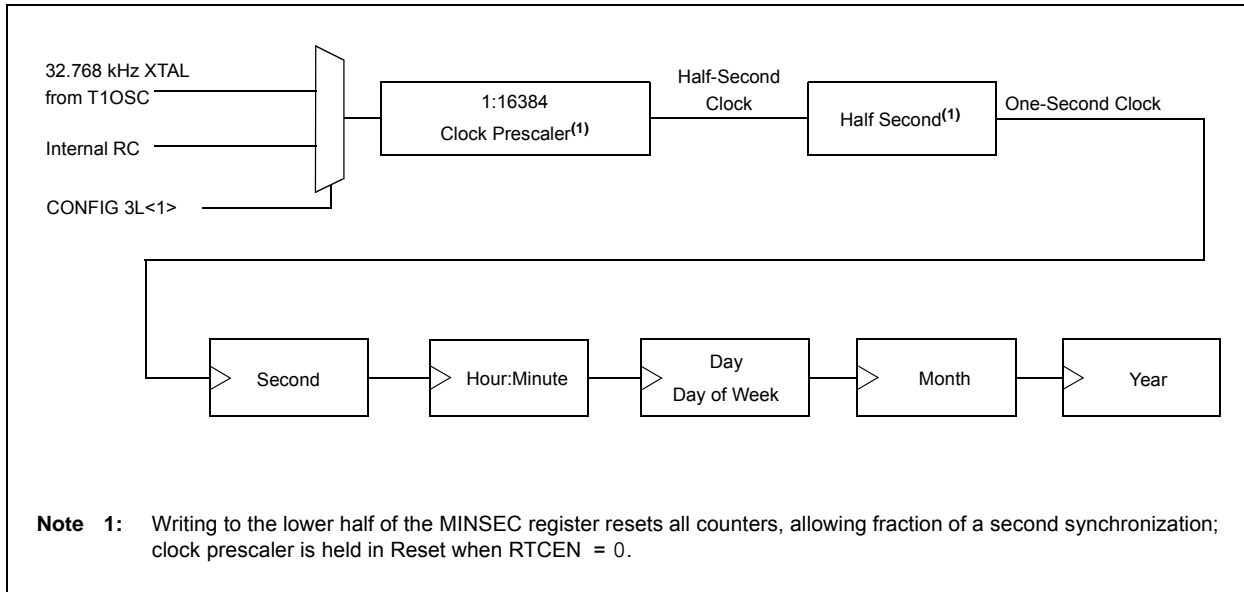 32.768 kHz XTAL
from T1OSC
Internal RC
CONFIG 3L<1>
1:16384
Clock Prescaler(1)
Half-Second
Clock
Half Second(1)
One-Second Clock
Second
Hour:Minute
Day
Day of Week
Month
Year
Note 1: Writing to the lower half of the MINSEC register resets all counters, allowing fraction of a second synchronization;
clock prescaler is held in Reset when RTCEN = 0.